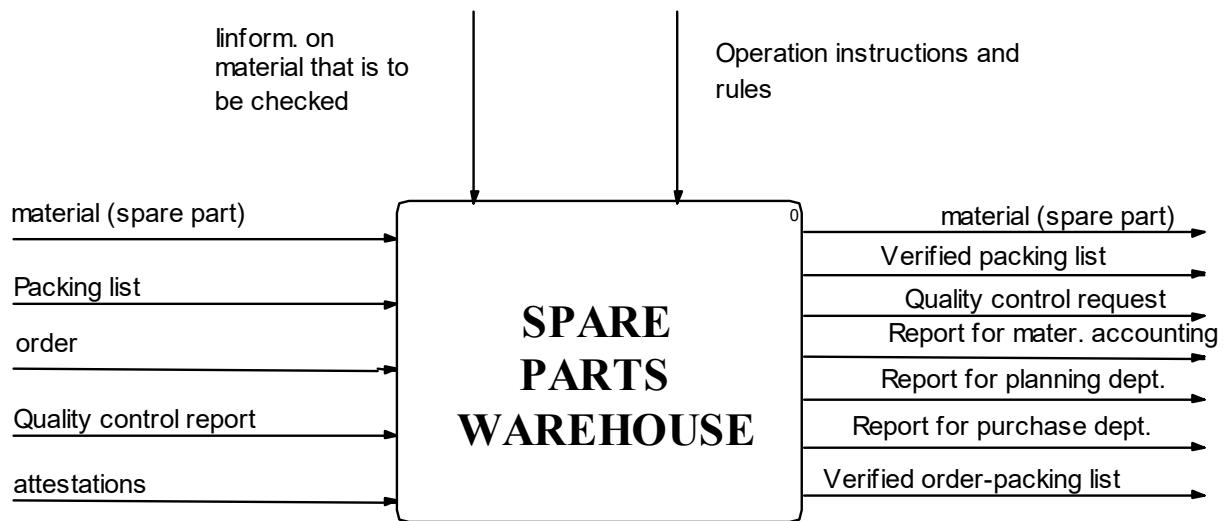 Iinform. on
material that is to
be checked
Operation instructions and
rules
material (spare part)
Packing list
order
Quality control report
attestations
0
SPARE
PARTS
WAREHOUSE
material (spare part)
Verified packing list
Quality control request
Report for mater. accounting
Report for planning dept.
Report for purchase dept.
Verified order-packing list